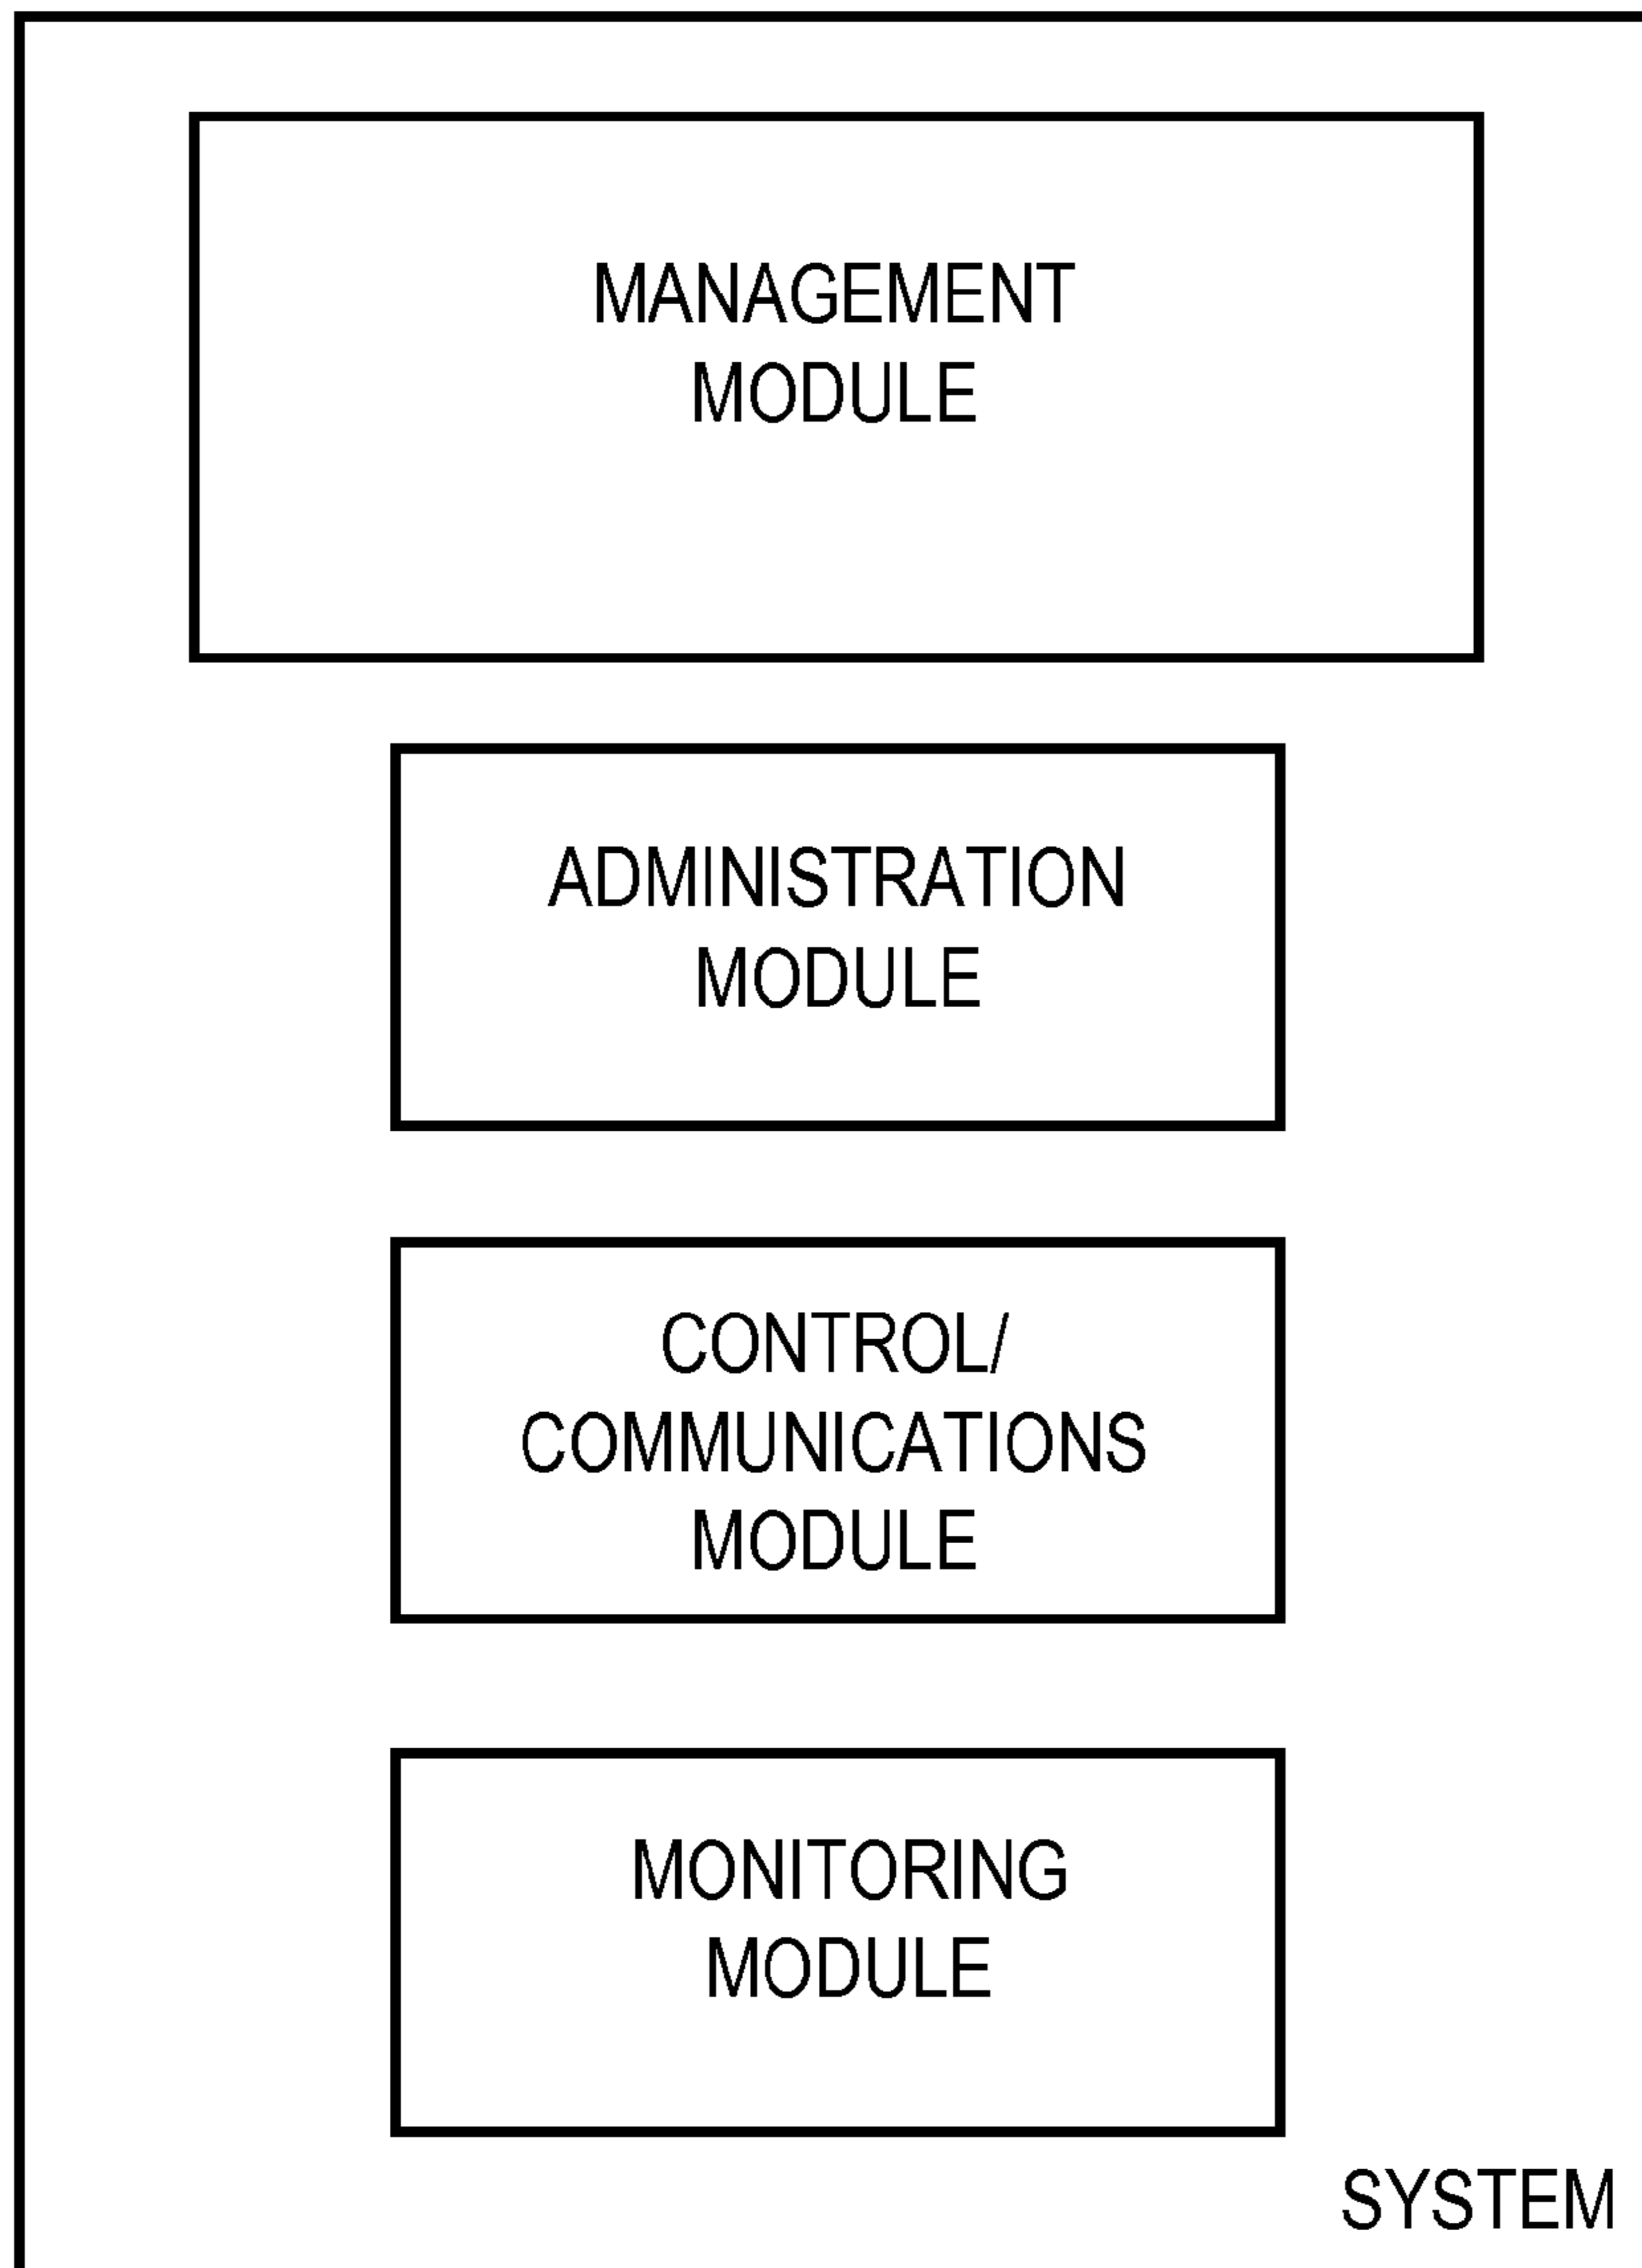 MANAGEMENT
MODULE
ADMINISTRATION
MODULE
CONTROL/
COMMUNICATIONS
MODULE
MONITORING
MODULE
SYSTEM